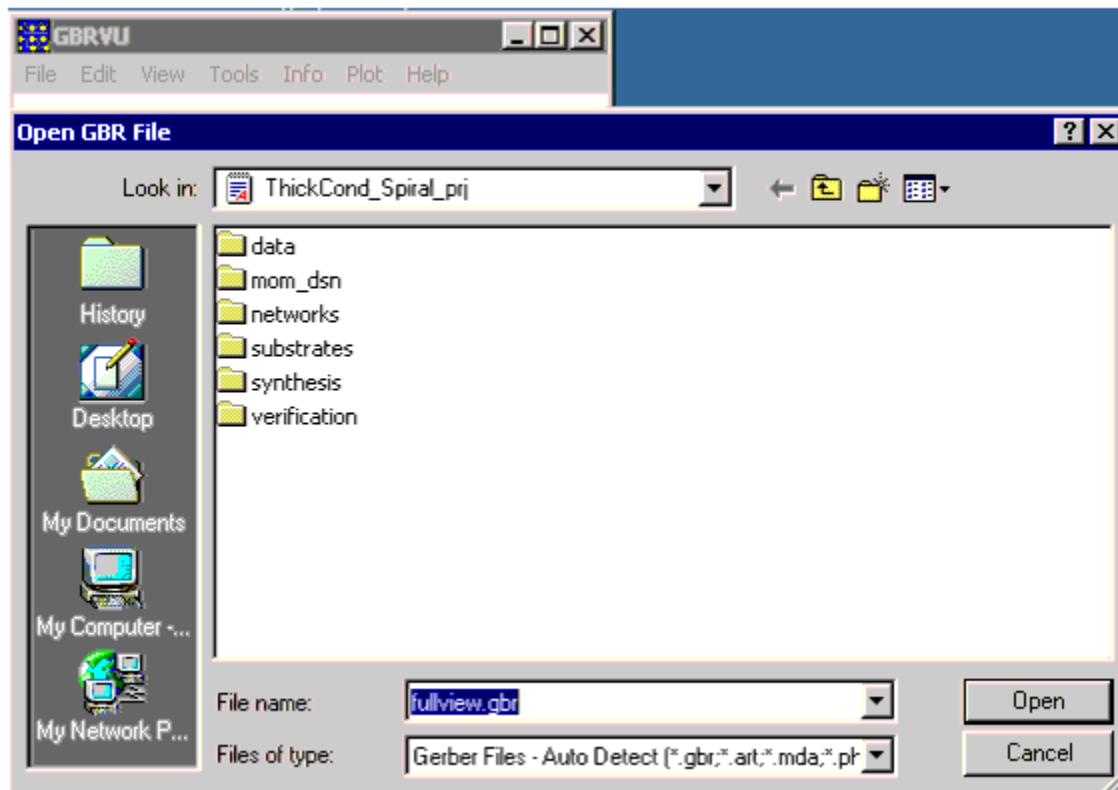 GBRVU
File Edit View Tools Info Plot Help
Open GBR File
Look in: ThickCond_Spiral_prj
data
mom_dsn
networks
substrates
synthesis
verification
History
Desktop
My Documents
My Computer -...
My Network P...
File name: fullview.gbr Open
Files of type: Gerber Files - Auto Detect (*.gbr;*.art;*.mda;*.ph Cancel